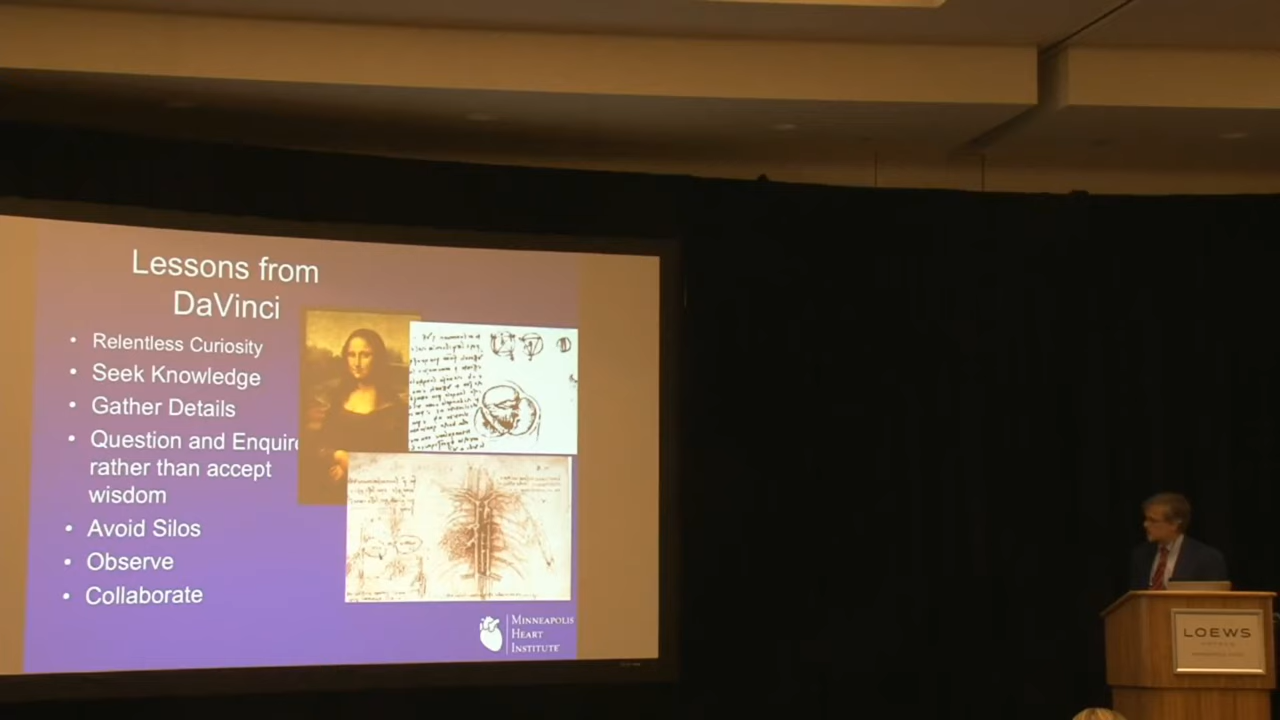 Lessons from
DaVinci
• Relentless Curiosity
• Seek Knowledge
• Gather Details
• Question and Enquir
rather than accept
wisdom
• Avoid Silos
• Observe
• Collaborate
MINNEAPOLIS
HEART
INSTITUTE
LOEWS